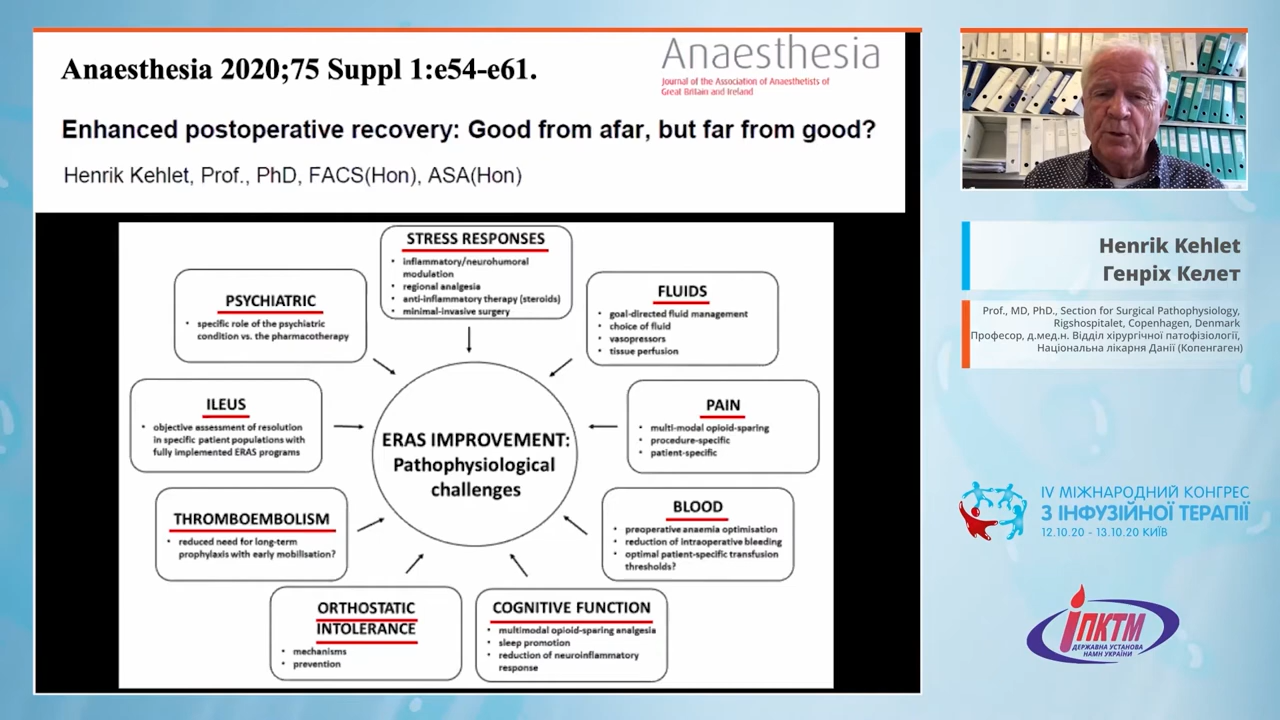 Anaesthesia 2020;75 Suppl 1:e54-e61.
Anaesthesia
Journal of the Association of Anaesthetists of
Great Britain and Ireland
Enhanced postoperative recovery: Good from afar, but far from good?
Henrik Kehlet, Prof., PhD, FACS(Hon), ASA(Hon)
STRESS RESPONSES
• inflammatory/neurohumoral
modulation
• regional analgesia
• anti-inflammatory therapy (steroids)
• minimal-invasive surgery
PSYCHIATRIC
• specific role of the psychiatric
condition vs. the pharmacotherapy
FLUIDS
• goal-directed fluid management
• choice of fluid
• vasopressors
• tissue perfusion
ILEUS
• objective assessment of resolution
in specific patient populations with
fully implemented ERAS programs
ERAS IMPROVEMENT:
Pathophysiological
challenges
PAIN
• multi-modal opioid-sparing
• procedure-specific
• patient-specific
THROMBOEMBOLISM
• reduced need for long-term
prophylaxis with early mobilisation?
BLOOD
• preoperative anaemia optimisation
• reduction of intraoperative bleeding
• optimal patient-specific transfusion
thresholds?
ORTHOSTATIC
INTOLERANCE
• mechanisms
• prevention
COGNITIVE FUNCTION
• multimodal opioid-sparing analgesia
• sleep promotion
• reduction of neuroinflammatory
response
Henrik Kehlet
Генріх Келет
Prof., MD, PhD., Section for Surgical Pathophysiology,
Rigshospitalet, Copenhagen, Denmark
Професор, д.мед.н. Відділ хірургічної патофізіології,
Національна лікарня Данії (Копенгаген)
IV МІЖНАРОДНИЙ КОНГРЕС
З ІНФУЗІЙНОЇ ТЕРАПІЇ
12.10.20 - 13.10.20 КИЇВ
ІПКТМ
ДЕРЖАВНА УСТАНОВА
НАМН УКРАЇНИ